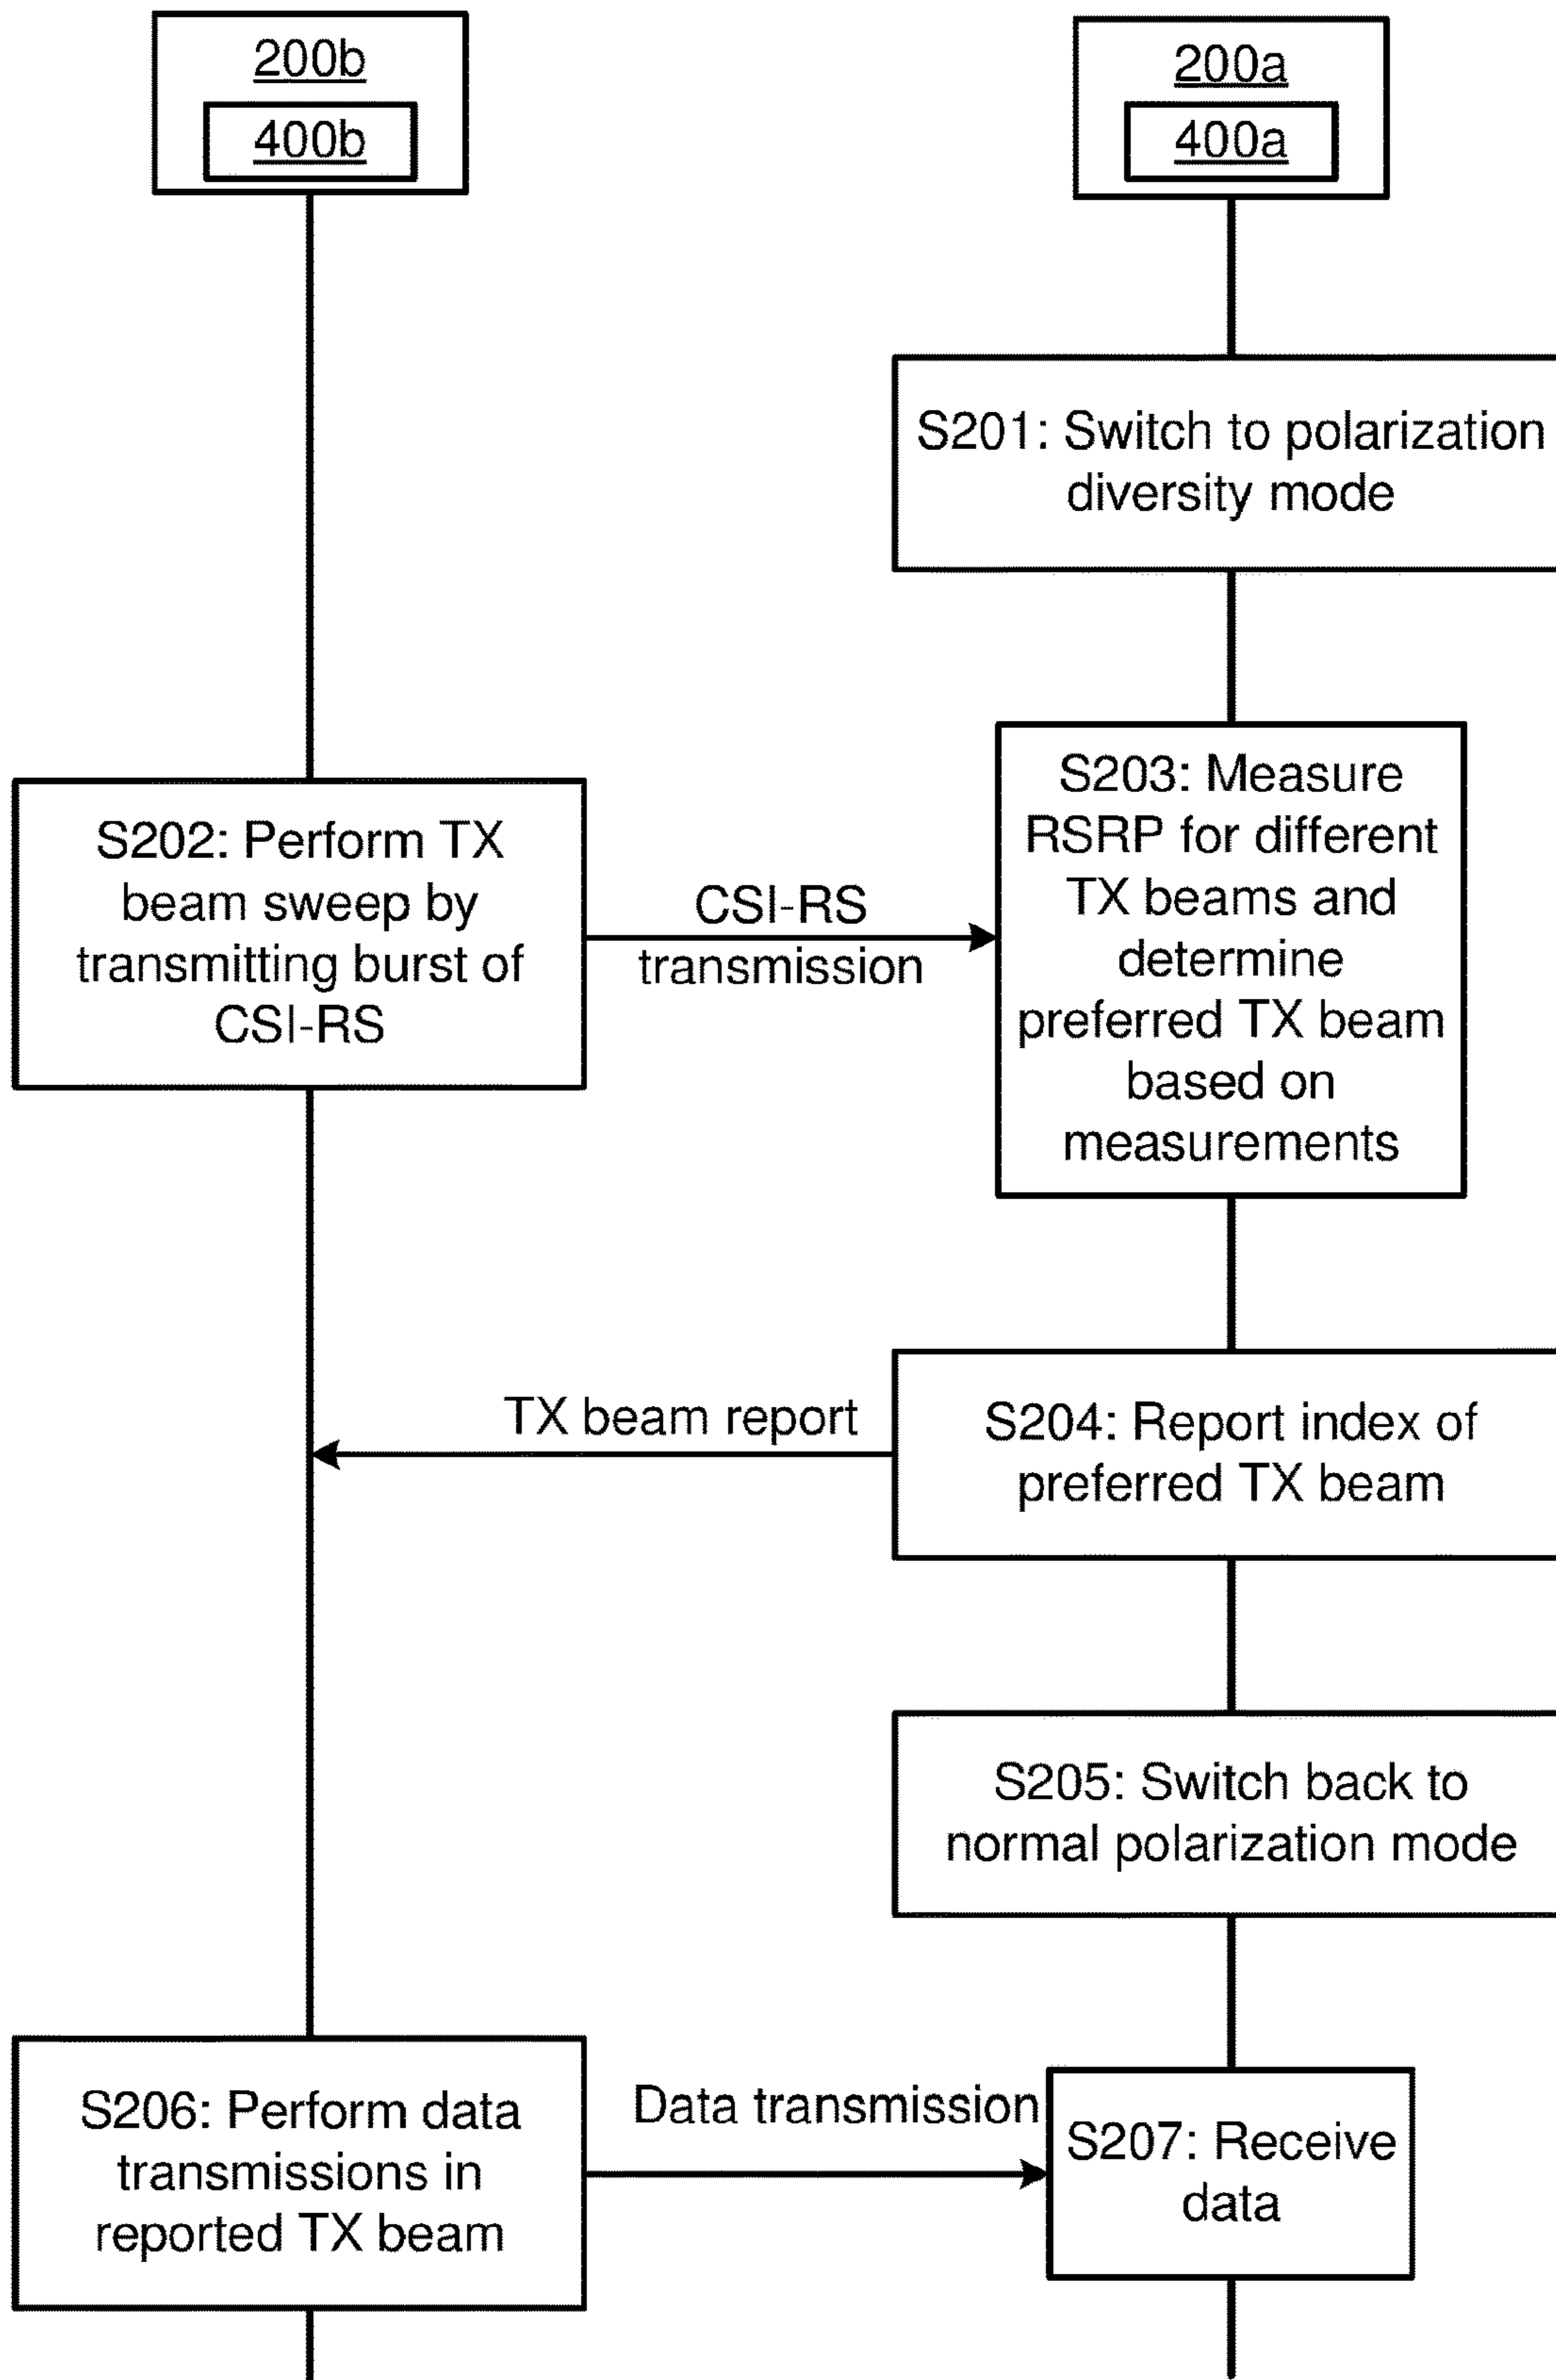 200b
400b
200a
400a
S201: Switch to polarization
diversity mode
S202: Perform TX
beam sweep by
transmitting burst of
CSI-RS
CSI-RS
transmission
S203: Measure
RSRP for different
TX beams and
determine
preferred TX beam
based on
measurements
TX beam report
S204: Report index of
preferred TX beam
S205: Switch back to
normal polarization mode
S206: Perform data
transmissions in
reported TX beam
Data transmission
S207: Receive
data